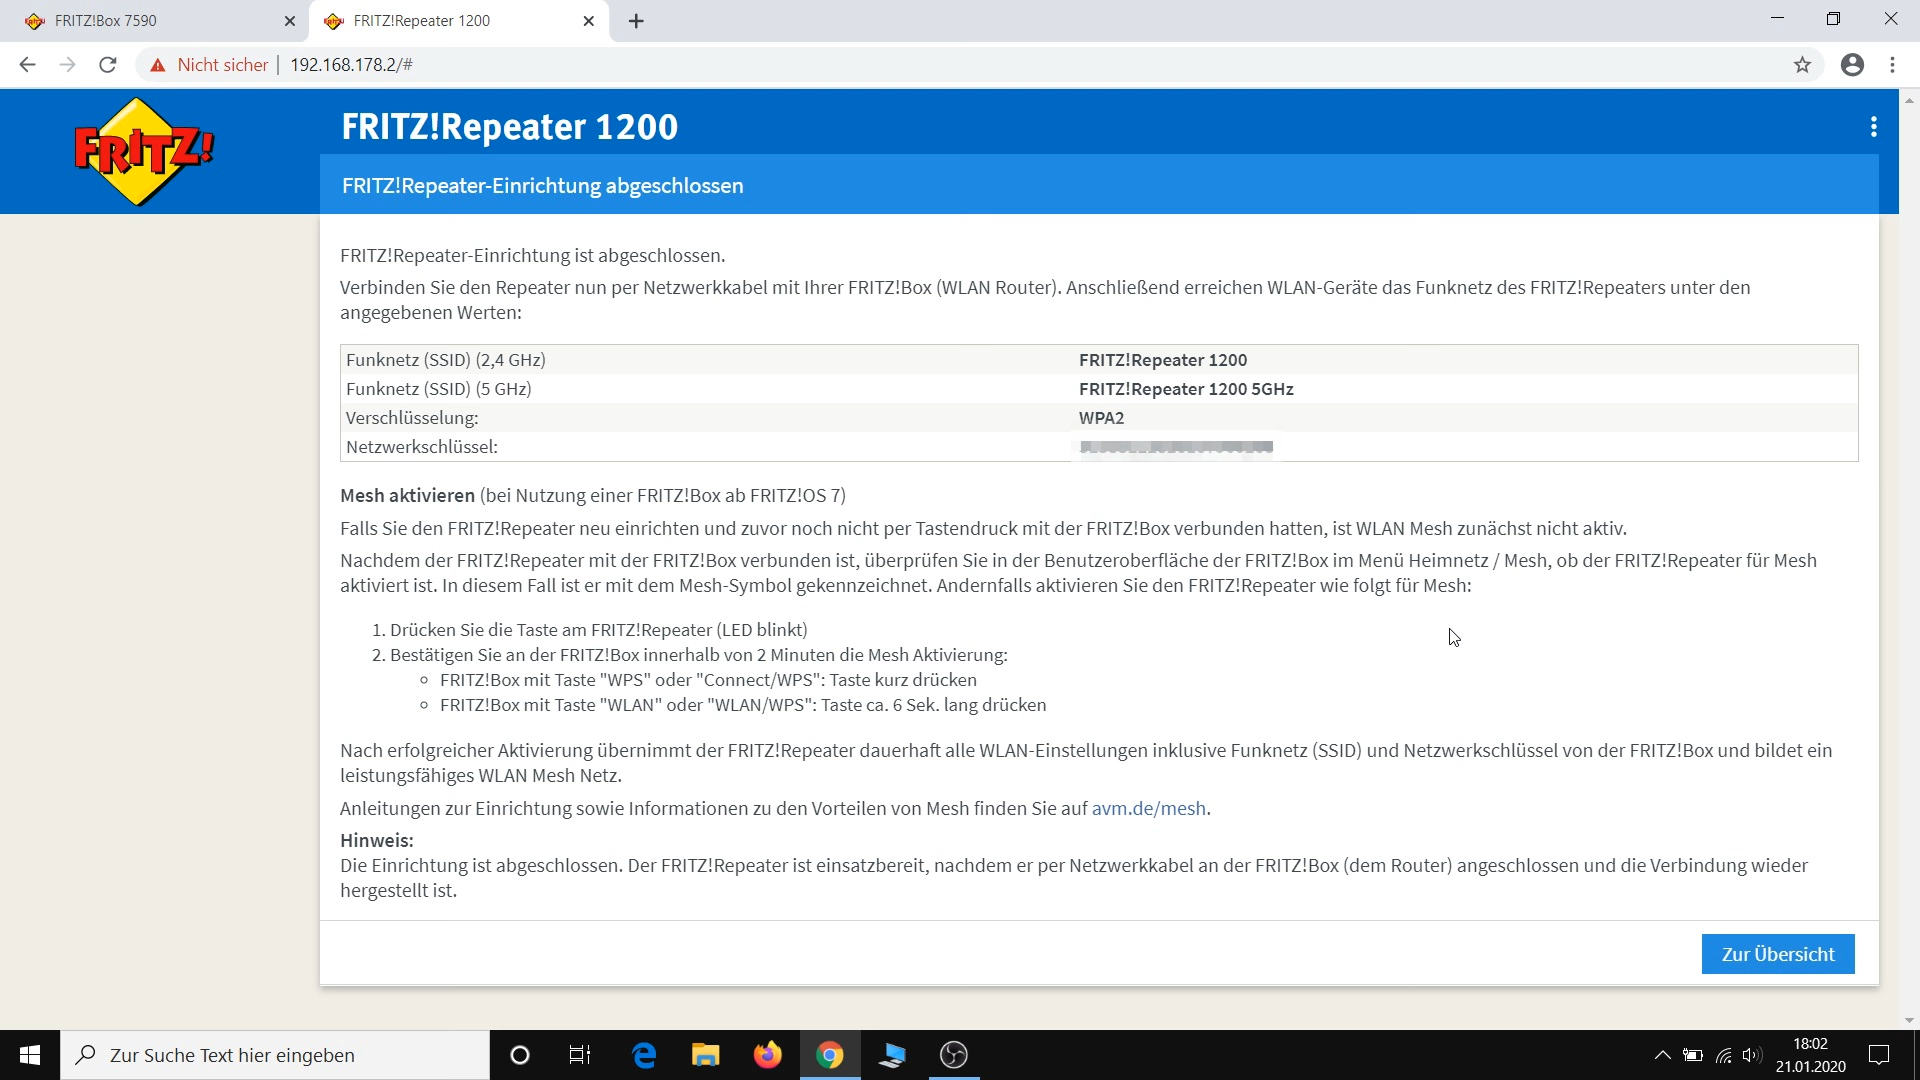 FRITZ!Box 7590
FRITZ!Repeater 1200
Nicht sicher | 192.168.178.2/#
FRITZ!
FRITZ!Repeater 1200
FRITZ!Repeater-Einrichtung abgeschlossen
FRITZ!Repeater-Einrichtung ist abgeschlossen.
Verbinden Sie den Repeater nun per Netzwerkkabel mit Ihrer FRITZ!Box (WLAN Router). Anschließend erreichen WLAN-Geräte das Funknetz des FRITZ!Repeaters unter den
angegebenen Werten:
Funknetz (SSID) (2,4 GHz) FRITZ!Repeater 1200
Funknetz (SSID) (5 GHz) FRITZ!Repeater 1200 5GHz
Verschlüsselung: WPA2
Netzwerkschlüssel:
Mesh aktivieren (bei Nutzung einer FRITZ!Box ab FRITZ!OS 7)
Falls Sie den FRITZ!Repeater neu einrichten und zuvor noch nicht per Tastendruck mit der FRITZ!Box verbunden hatten, ist WLAN Mesh zunächst nicht aktiv.
Nachdem der FRITZ!Repeater mit der FRITZ!Box verbunden ist, überprüfen Sie in der Benutzeroberfläche der FRITZ!Box im Menü Heimnetz / Mesh, ob der FRITZ!Repeater für Mesh
aktiviert ist. In diesem Fall ist er mit dem Mesh-Symbol gekennzeichnet. Andernfalls aktivieren Sie den FRITZ!Repeater wie folgt für Mesh:
1. Drücken Sie die Taste am FRITZ!Repeater (LED blinkt)
2. Bestätigen Sie an der FRITZ!Box innerhalb von 2 Minuten die Mesh Aktivierung:
FRITZ!Box mit Taste "WPS" oder "Connect/WPS": Taste kurz drücken
FRITZ!Box mit Taste "WLAN" oder "WLAN/WPS": Taste ca. 6 Sek. lang drücken
Nach erfolgreicher Aktivierung übernimmt der FRITZ!Repeater dauerhaft alle WLAN-Einstellungen inklusive Funknetz (SSID) und Netzwerkschlüssel von der FRITZ!Box und bildet ein
leistungsfähiges WLAN Mesh Netz.
Anleitungen zur Einrichtung sowie Informationen zu den Vorteilen von Mesh finden Sie auf avm.de/mesh.
Hinweis:
Die Einrichtung ist abgeschlossen. Der FRITZ!Repeater ist einsatzbereit, nachdem er per Netzwerkkabel an der FRITZ!Box (dem Router) angeschlossen und die Verbindung wieder
hergestellt ist.
Zur Übersicht
Zur Suche Text hier eingeben
18:02
21.01.2020